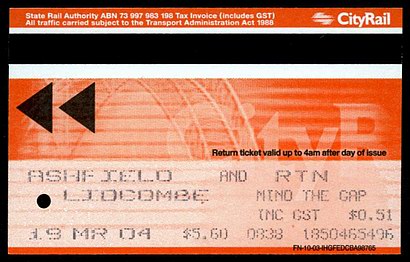 State Rail Authority ABN 73 997 983 198 Tax Invoice (includes GST)
All traffic carried subject to the Transport Administration Act 1988
CityRail
Return ticket valid up to 4am after day of issue
ASHFIELD AND RTN
LIDCOMBE MIND THE GAP
INC GST $0.51
19 MR 04 $5.60 0838 1850465496
FN-10-03-IHGFEDCBA98765